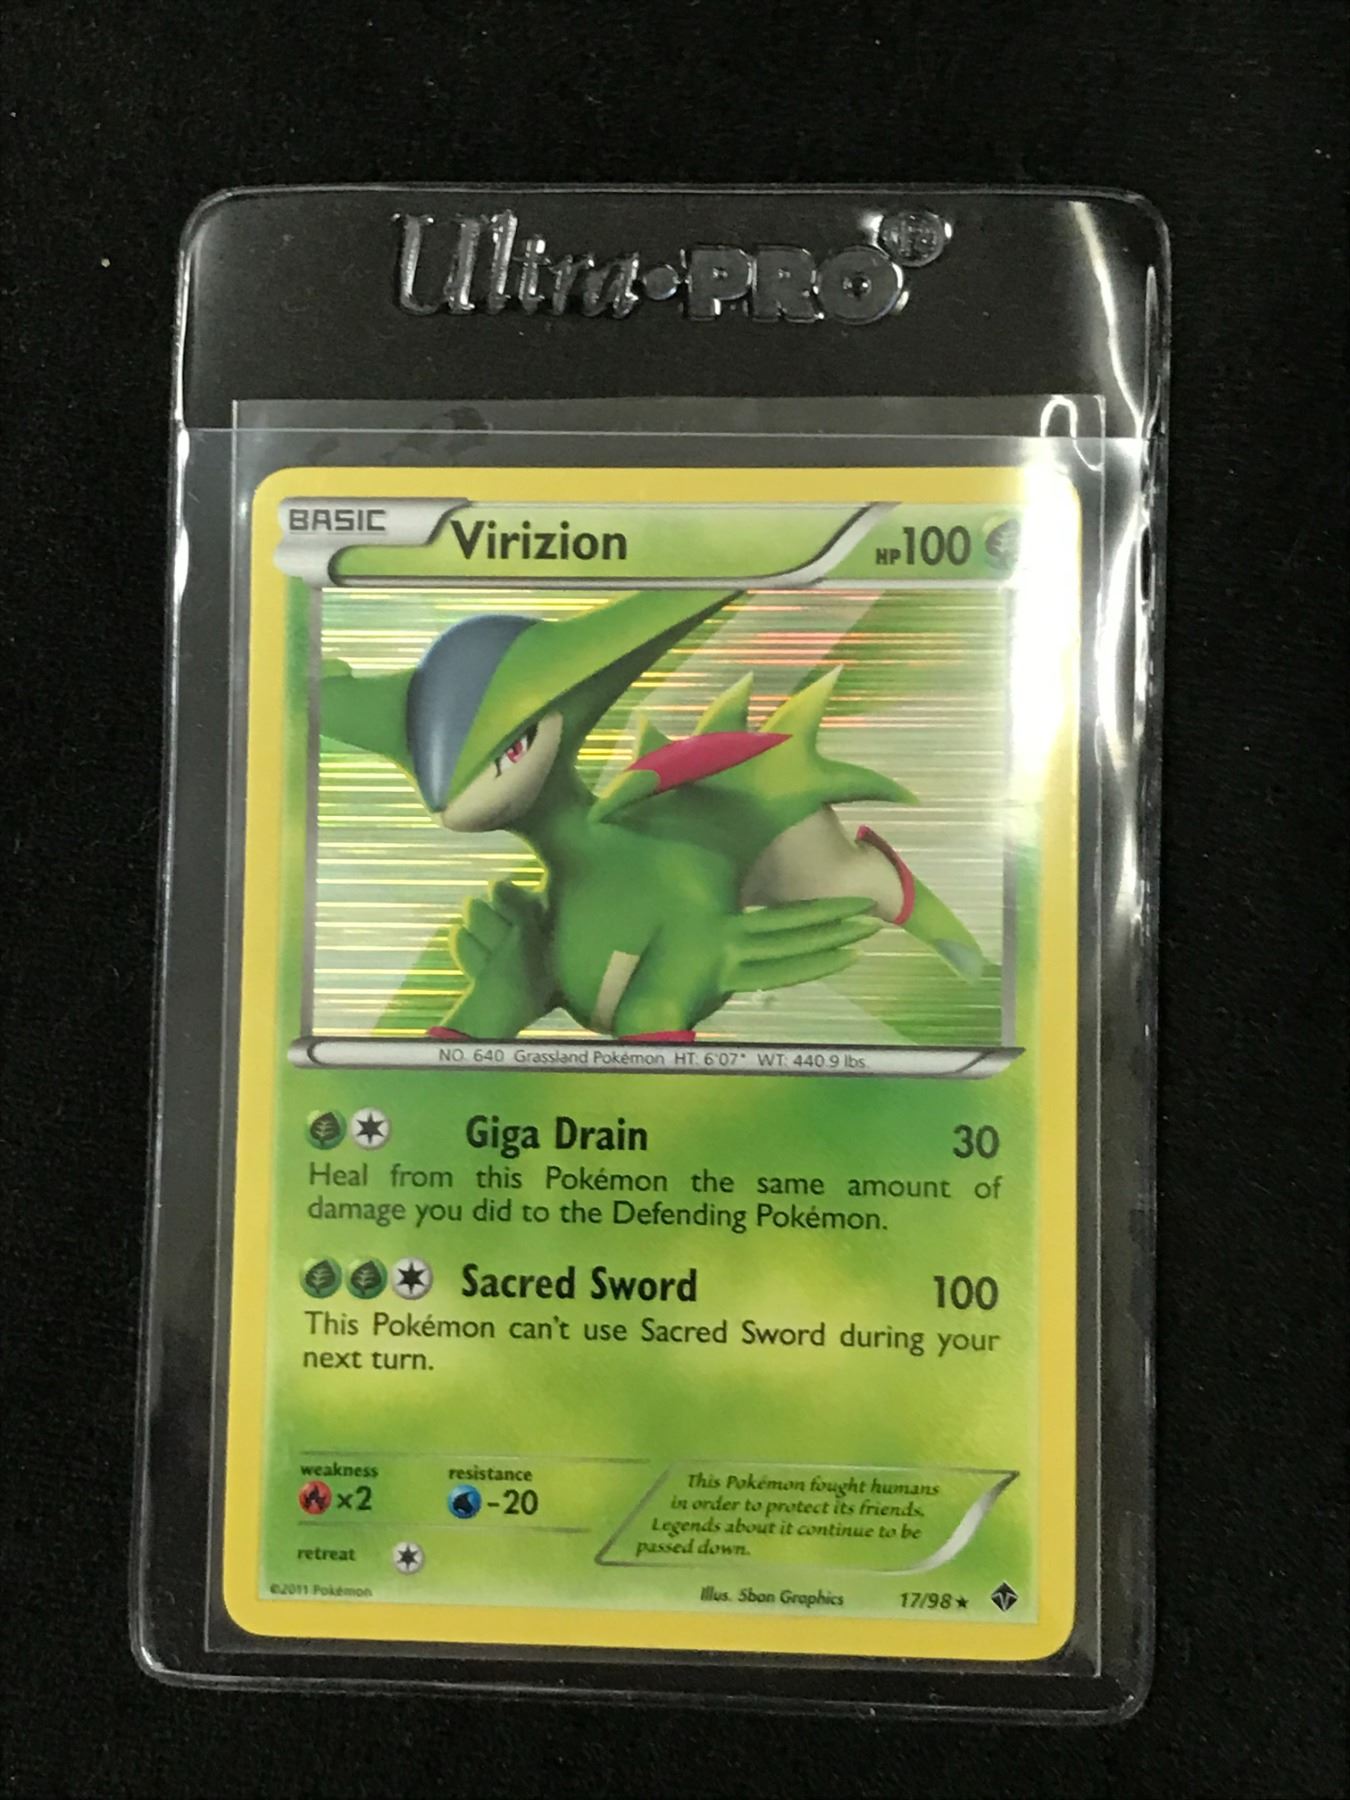 Ultra·PRO®
BASIC
Virizion
HP100
NO. 640 Grassland Pokémon HT: 6'07" WT: 440.9 lbs.
Giga Drain 30
Heal from this Pokémon the same amount of
damage you did to the Defending Pokémon.
Sacred Sword 100
This Pokémon can't use Sacred Sword during your
next turn.
weakness
×2
resistance
-20
retreat
This Pokémon fought humans
in order to protect its friends.
Legends about it continue to be
passed down.
©2011 Pokémon
Illus. 5ban Graphics
17/98 ★